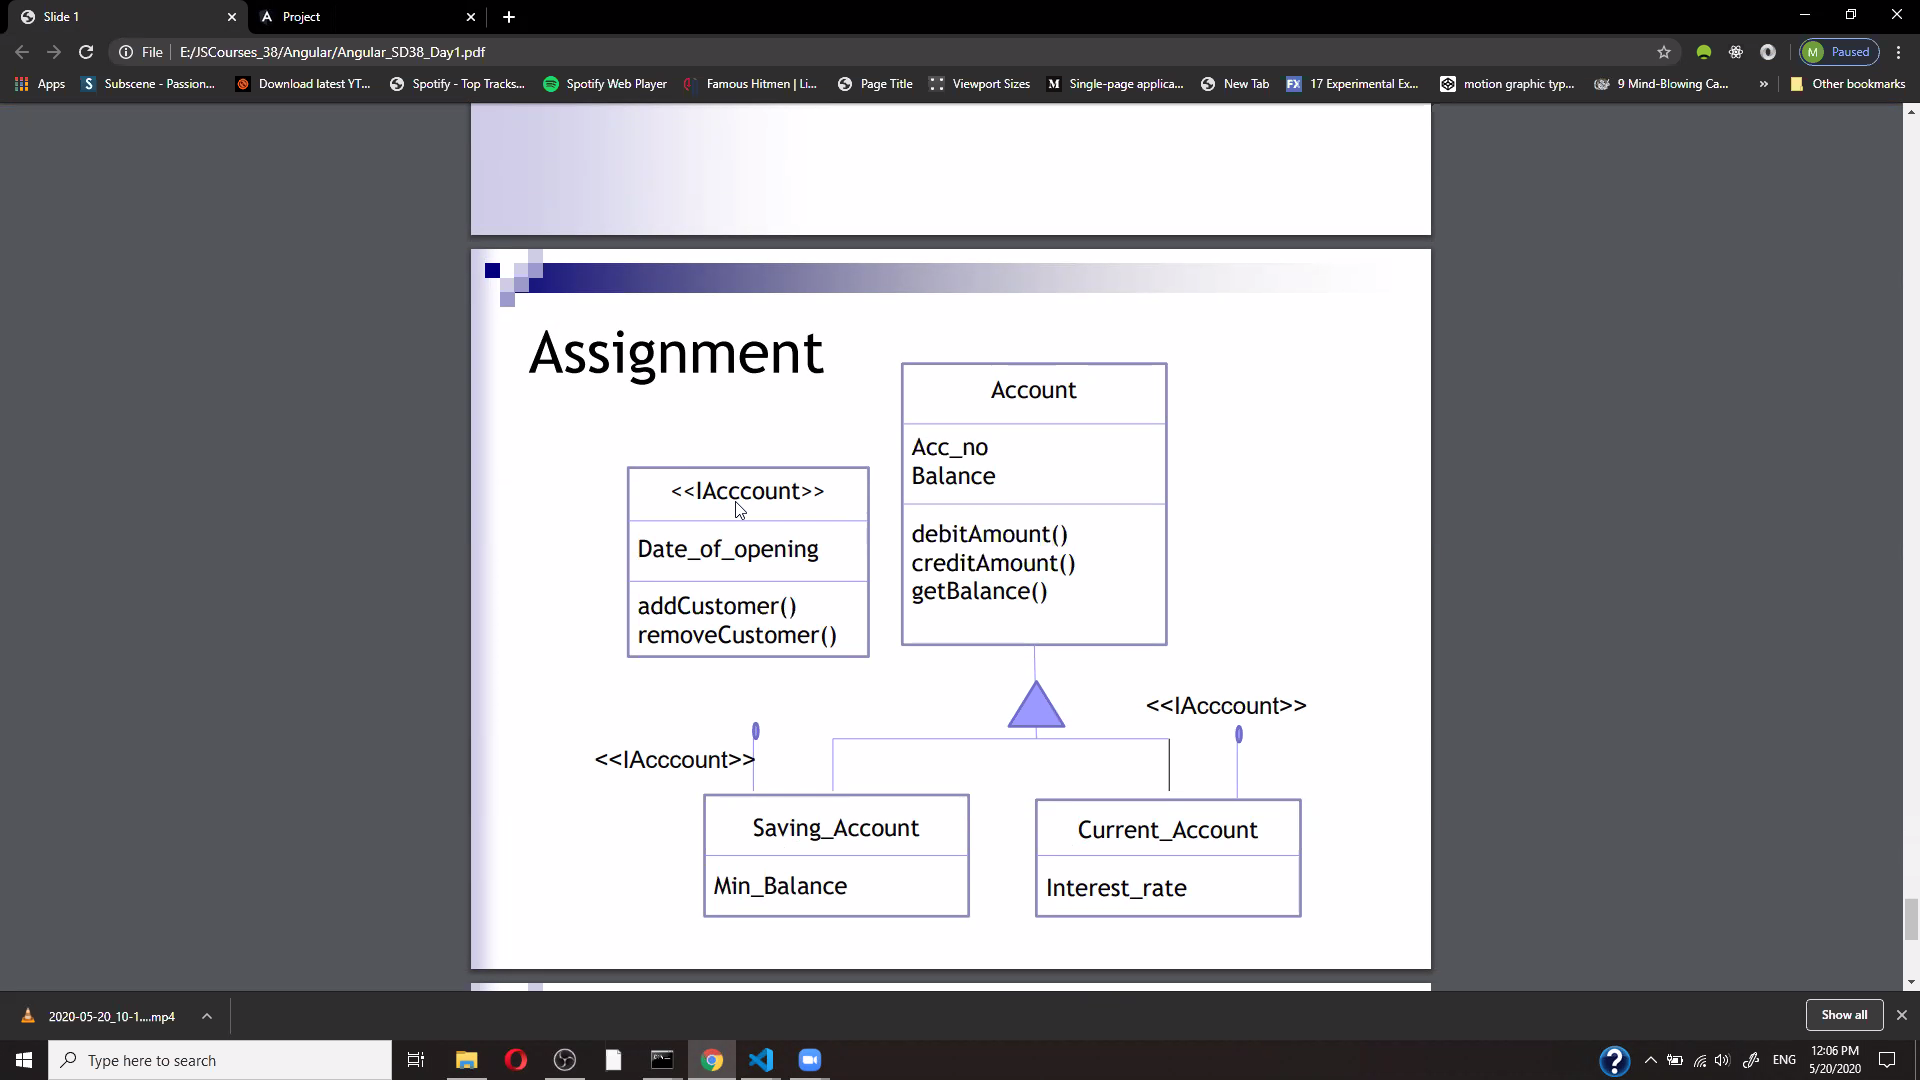 Slide 1
Project
File
E:/JSCourses_38/Angular/Angular_SD38_Day1.pdf
M Paused
Apps
Subscene - Passion...
Download latest YT...
Spotify - Top Tracks...
Spotify Web Player
Famous Hitmen | Li...
Page Title
Viewport Sizes
Single-page applica...
New Tab
17 Experimental Ex...
motion graphic typ...
9 Mind-Blowing Ca...
»
Other bookmarks
Assignment
Account
Acc_no
Balance
debitAmount()
creditAmount()
getBalance()
<<IAcccount>>
Date_of_opening
addCustomer()
removeCustomer()
<<IAcccount>>
<<IAcccount>>
Saving_Account
Min_Balance
Current_Account
Interest_rate
2020-05-20_10-1....mp4
Show all
Type here to search
ENG
12:06 PM
5/20/2020